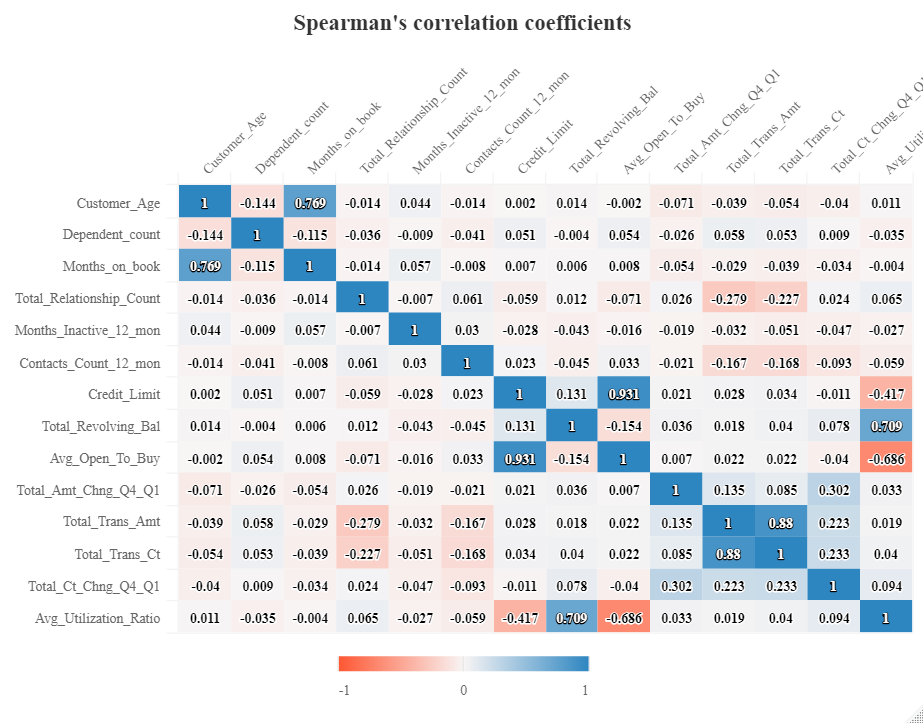 Spearman's correlation coefficients
Customer_Age
Dependent_count
Months_on_book
Total_Relationship_Count
Months_Inactive_12_mon
Contacts_Count_12_mon
Credit_Limit
Total_Revolving_Bal
Avg_Open_To_Buy
Total_Amt_Chng_Q4_Q1
Total_Trans_Amt
Total_Trans_Ct
Total_Ct_Chng_Q4_Q1
Avg_Util
Customer_Age 1 -0.144 0.769 -0.014 0.044 -0.014 0.002 0.014 -0.002 -0.071 -0.039 -0.054 -0.04 0.011
Dependent_count -0.144 1 -0.115 -0.036 -0.009 -0.041 0.051 -0.004 0.054 -0.026 0.058 0.053 0.009 -0.035
Months_on_book 0.769 -0.115 1 -0.014 0.057 -0.008 0.007 0.006 0.008 -0.054 -0.029 -0.039 -0.034 -0.004
Total_Relationship_Count -0.014 -0.036 -0.014 1 -0.007 0.061 -0.059 0.012 -0.071 0.026 -0.279 -0.227 0.024 0.065
Months_Inactive_12_mon 0.044 -0.009 0.057 -0.007 1 0.03 -0.028 -0.043 -0.016 -0.019 -0.032 -0.051 -0.047 -0.027
Contacts_Count_12_mon -0.014 -0.041 -0.008 0.061 0.03 1 0.023 -0.045 0.033 -0.021 -0.167 -0.168 -0.093 -0.059
Credit_Limit 0.002 0.051 0.007 -0.059 -0.028 0.023 1 0.131 0.931 0.021 0.028 0.034 -0.011 -0.417
Total_Revolving_Bal 0.014 -0.004 0.006 0.012 -0.043 -0.045 0.131 1 -0.154 0.036 0.018 0.04 0.078 0.709
Avg_Open_To_Buy -0.002 0.054 0.008 -0.071 -0.016 0.033 0.931 -0.154 1 0.007 0.022 0.022 -0.04 -0.686
Total_Amt_Chng_Q4_Q1 -0.071 -0.026 -0.054 0.026 -0.019 -0.021 0.021 0.036 0.007 1 0.135 0.085 0.302 0.033
Total_Trans_Amt -0.039 0.058 -0.029 -0.279 -0.032 -0.167 0.028 0.018 0.022 0.135 1 0.88 0.223 0.019
Total_Trans_Ct -0.054 0.053 -0.039 -0.227 -0.051 -0.168 0.034 0.04 0.022 0.085 0.88 1 0.233 0.04
Total_Ct_Chng_Q4_Q1 -0.04 0.009 -0.034 0.024 -0.047 -0.093 -0.011 0.078 -0.04 0.302 0.223 0.233 1 0.094
Avg_Utilization_Ratio 0.011 -0.035 -0.004 0.065 -0.027 -0.059 -0.417 0.709 -0.686 0.033 0.019 0.04 0.094 1
-1 0 1